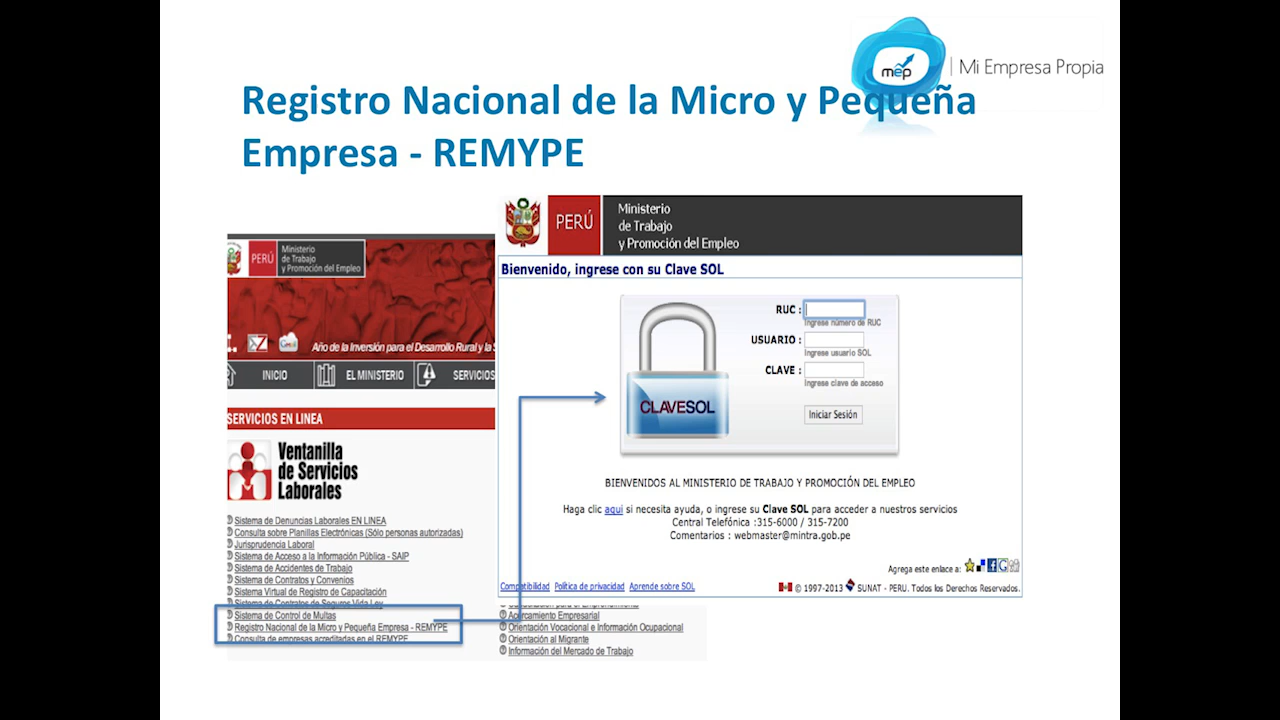 mep | Mi Empresa Propia
Registro Nacional de la Micro y Pequeña
Empresa - REMYPE
PERÚ
Ministerio
de Trabajo
y Promoción del Empleo
Año de la Inversión para el Desarrollo Rural y la
INICIO
EL MINISTERIO
SERVICIOS
SERVICIOS EN LINEA
Ventanilla
de Servicios
Laborales
Sistema de Denuncias Laborales EN LINEA
Consulta sobre Planillas Electrónicas (Sólo personas autorizadas)
Jurisprudencia Laboral
Sistema de Acceso a la Información Pública - SAIP
Sistema de Accidentes de Trabajo
Sistema de Contratos y Convenios
Sistema Virtual de Registro de Capacitación
Sistema de Contratos de Seguros Vida Ley
Sistema de Control de Multas
Registro Nacional de la Micro y Pequeña Empresa - REMYPE
Consulta de empresas acreditadas en el REMYPE
PERÚ
Ministerio
de Trabajo
y Promoción del Empleo
Bienvenido, ingrese con su Clave SOL
CLAVESOL
RUC :
Ingrese número de RUC
USUARIO :
Ingrese usuario SOL
CLAVE :
Ingrese clave de acceso
Iniciar Sesión
BIENVENIDOS AL MINISTERIO DE TRABAJO Y PROMOCIÓN DEL EMPLEO
Haga clic aqui si necesita ayuda, o ingrese su Clave SOL para acceder a nuestros servicios
Central Telefónica :315-6000 / 315-7200
Comentarios : webmaster@mintra.gob.pe
Agrega este enlace a:
Compatibilidad Política de privacidad Aprende sobre SOL
© 1997-2013 SUNAT - PERU. Todos los Derechos Reservados.
Acercamiento Empresarial
Orientación Vocacional e Información Ocupacional
Orientación al Migrante
Información del Mercado de Trabajo